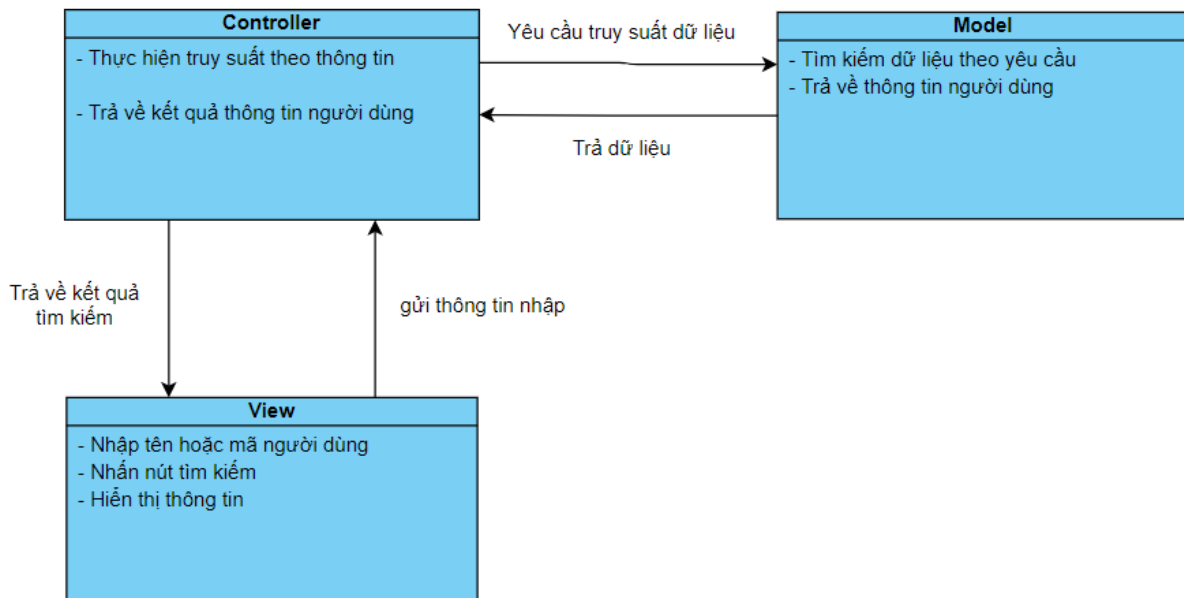 Controller
- Thực hiện truy suất theo thông tin
- Trả về kết quả thông tin người dùng
Yêu cầu truy suất dữ liệu
Trả dữ liệu
Model
- Tìm kiếm dữ liệu theo yêu cầu
- Trả về thông tin người dùng
Trả về kết quả
tìm kiếm
gửi thông tin nhập
View
- Nhập tên hoặc mã người dùng
- Nhấn nút tìm kiếm
- Hiển thị thông tin